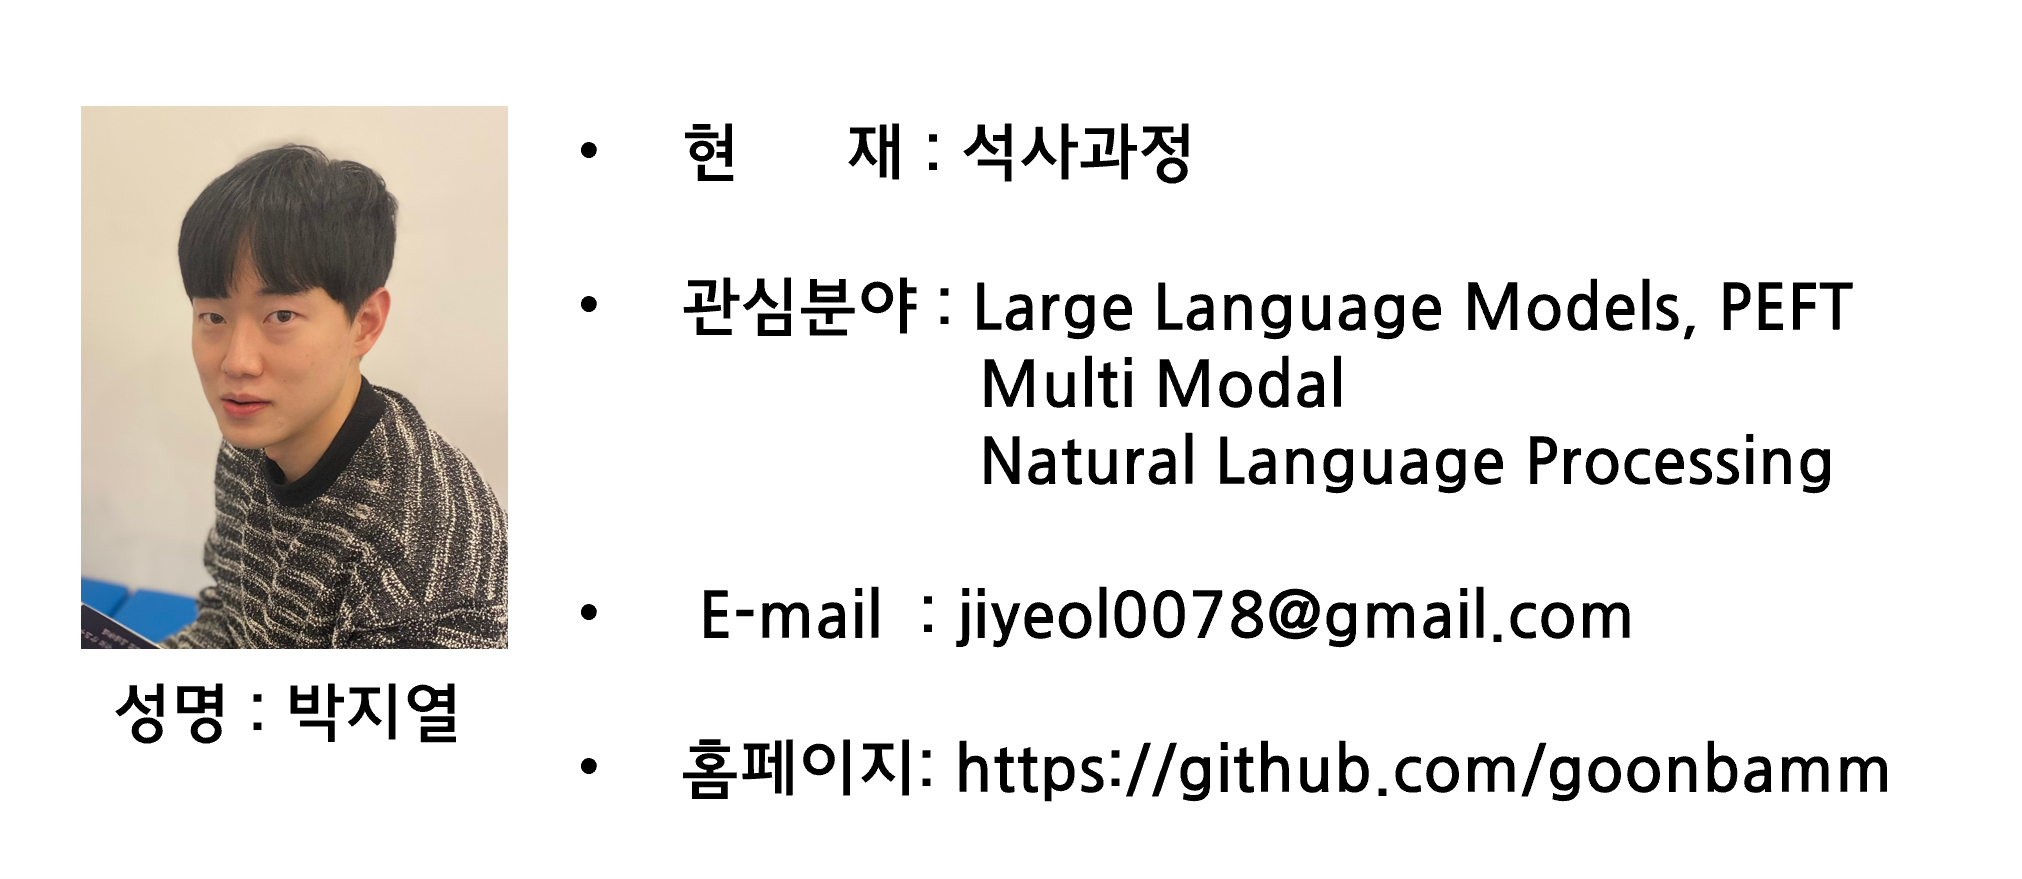 현 재 : 석사과정
관심분야 : Large Language Models, PEFT
Multi Modal
Natural Language Processing
E-mail : jiyeol0078@gmail.com
홈페이지: https://github.com/goonbamm
성명 : 박지열